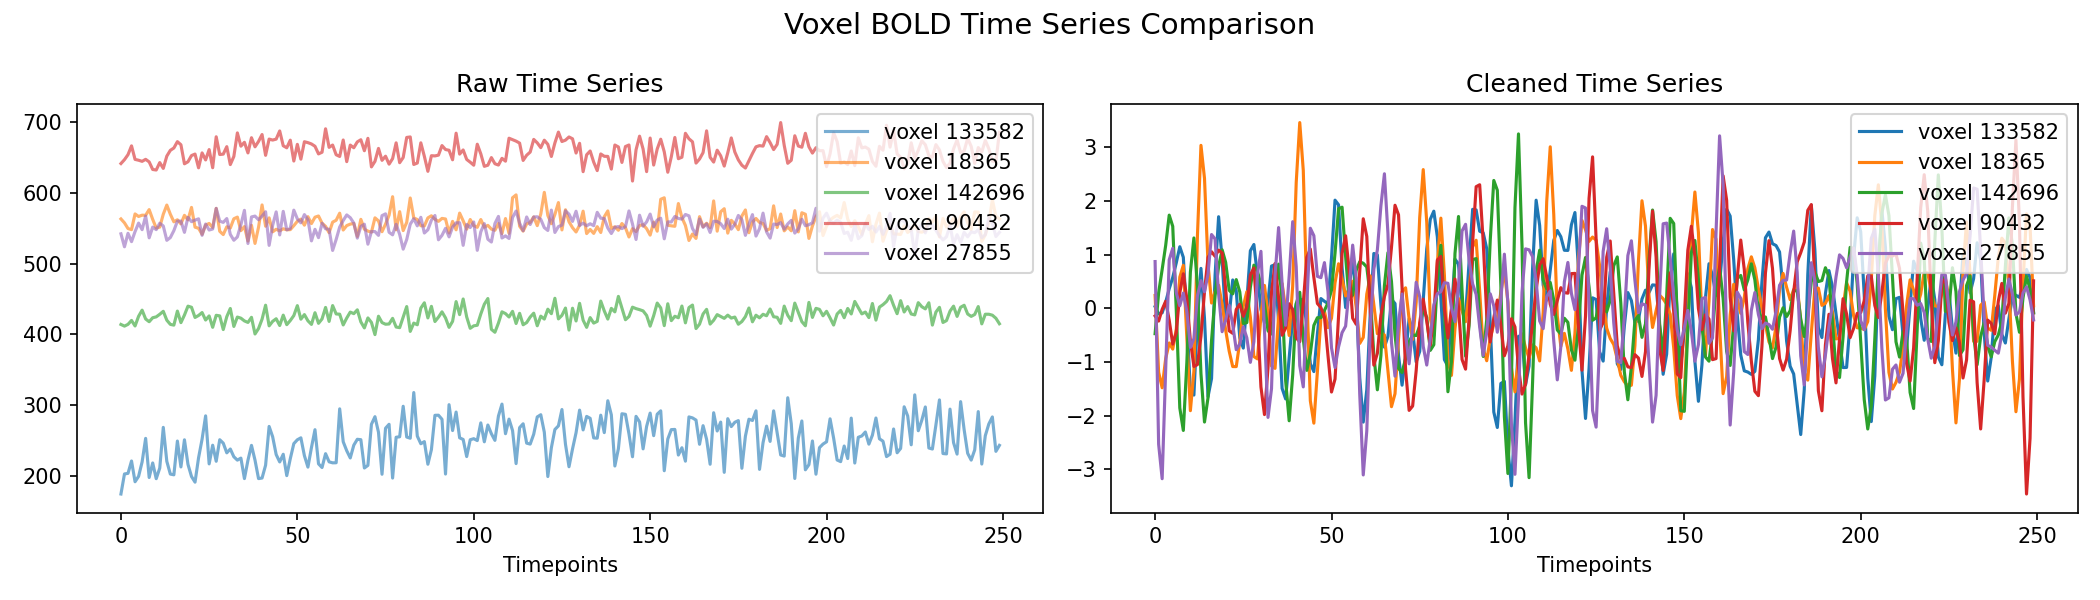 Voxel BOLD Time Series Comparison
Raw Time Series
700
600
500
400
300
200
0 50 100 150 200 250
Timepoints
voxel 133582
voxel 18365
voxel 142696
voxel 90432
voxel 27855
Cleaned Time Series
3
2
1
0
−1
−2
−3
0 50 100 150 200 250
Timepoints
voxel 133582
voxel 18365
voxel 142696
voxel 90432
voxel 27855